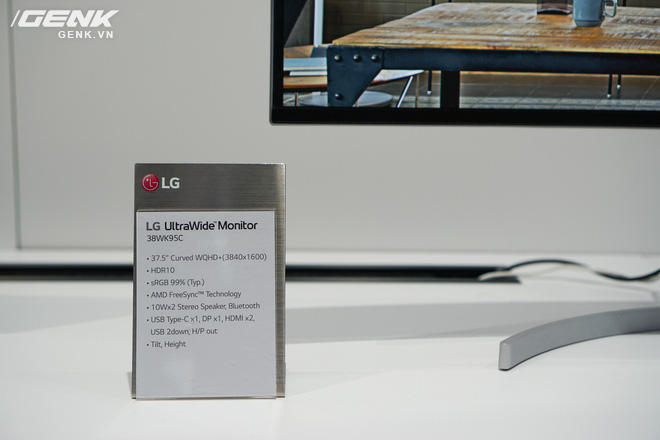 GENK
GENK.VN
LG
LG UltraWide™ Monitor
38WK95C
• 37.5" Curved WQHD+(3840x1600)
• HDR10
• sRGB 99% (Typ.)
• AMD FreeSync™ Technology
• 10Wx2 Stereo Speaker, Bluetooth
• USB Type-C x1, DP x1, HDMI x2,
USB 2down, H/P out
• Tilt, Height